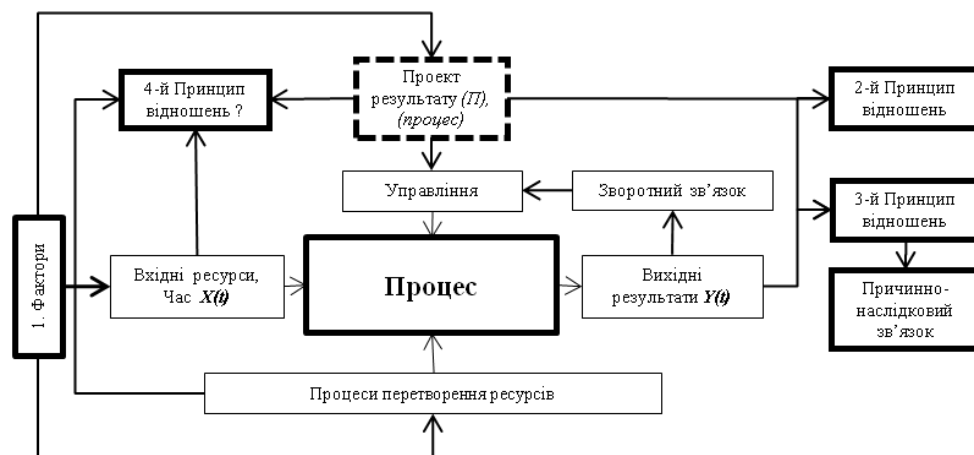 Проект
результату (П),
(процес)
4-й Принцип
відношень ?
2-й Принцип
відношень
Управління
Зворотний зв’язок
3-й Принцип
відношень
1. Фактори
Вхідні ресурси,
Час X(t)
Процес
Вихідні
результати Y(t)
Причинно-
наслідковий
зв’язок
Процеси перетворення ресурсів